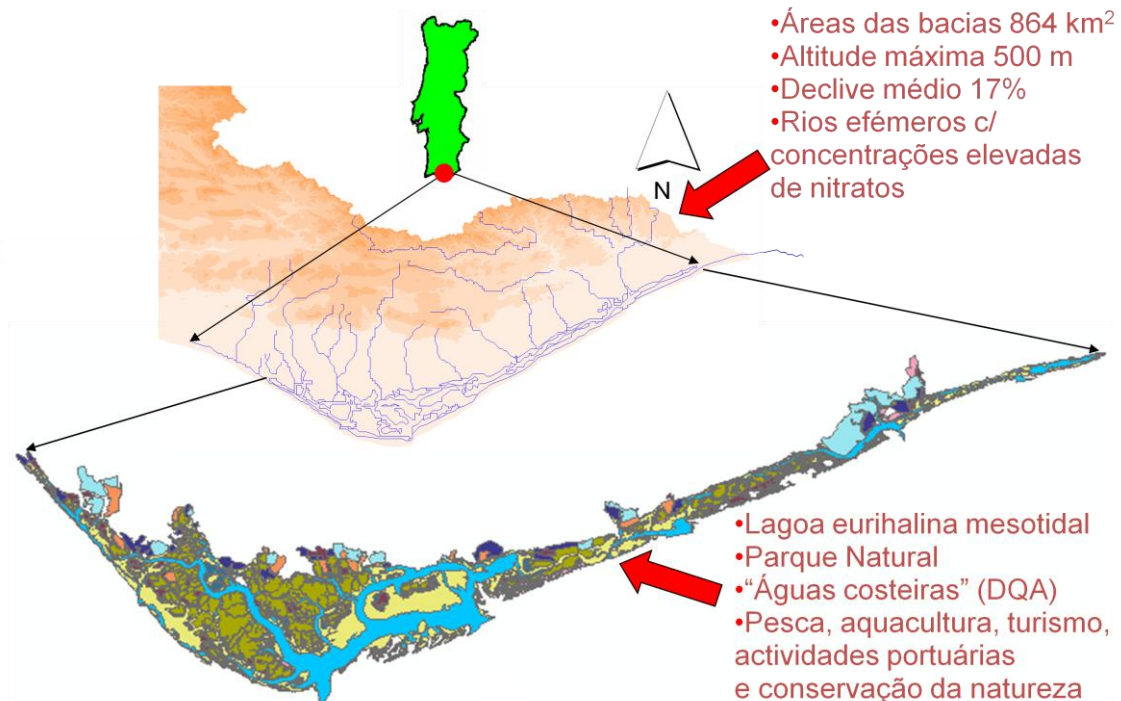 •Áreas das bacias 864 km²
•Altitude máxima 500 m
•Declive médio 17%
•Rios efémeros c/
concentrações elevadas
de nitratos
N
•Lagoa eurihalina mesotidal
•Parque Natural
•“Águas costeiras” (DQA)
•Pesca, aquacultura, turismo,
actividades portuárias
e conservação da natureza